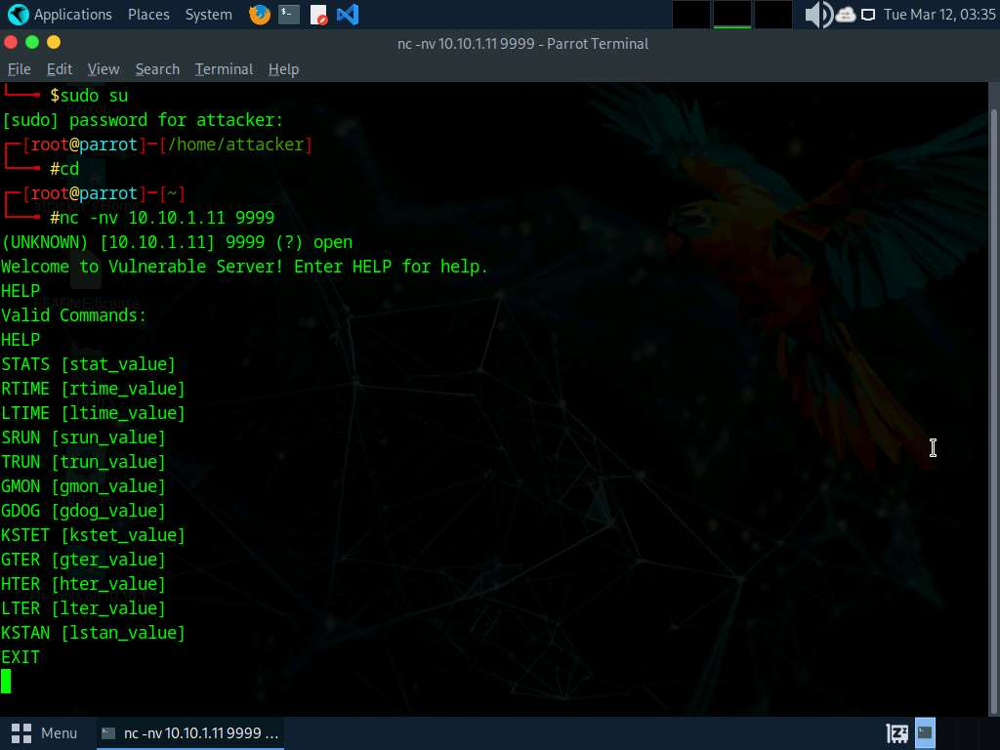 Applications Places System Tue Mar 12, 03:35
nc -nv 10.10.1.11 9999 - Parrot Terminal
File Edit View Search Terminal Help
$sudo su
[sudo] password for attacker:
[root@parrot]─[/home/attacker]
#cd
[root@parrot]─[~]
#nc -nv 10.10.1.11 9999
(UNKNOWN) [10.10.1.11] 9999 (?) open
Welcome to Vulnerable Server! Enter HELP for help.
HELP
Valid Commands:
HELP
STATS [stat_value]
RTIME [rtime_value]
LTIME [ltime_value]
SRUN [srun_value]
TRUN [trun_value]
GMON [gmon_value]
GDOG [gdog_value]
KSTET [kstet_value]
GTER [gter_value]
HTER [hter_value]
LTER [lter_value]
KSTAN [lstan_value]
EXIT
Menu nc -nv 10.10.1.11 9999 ...